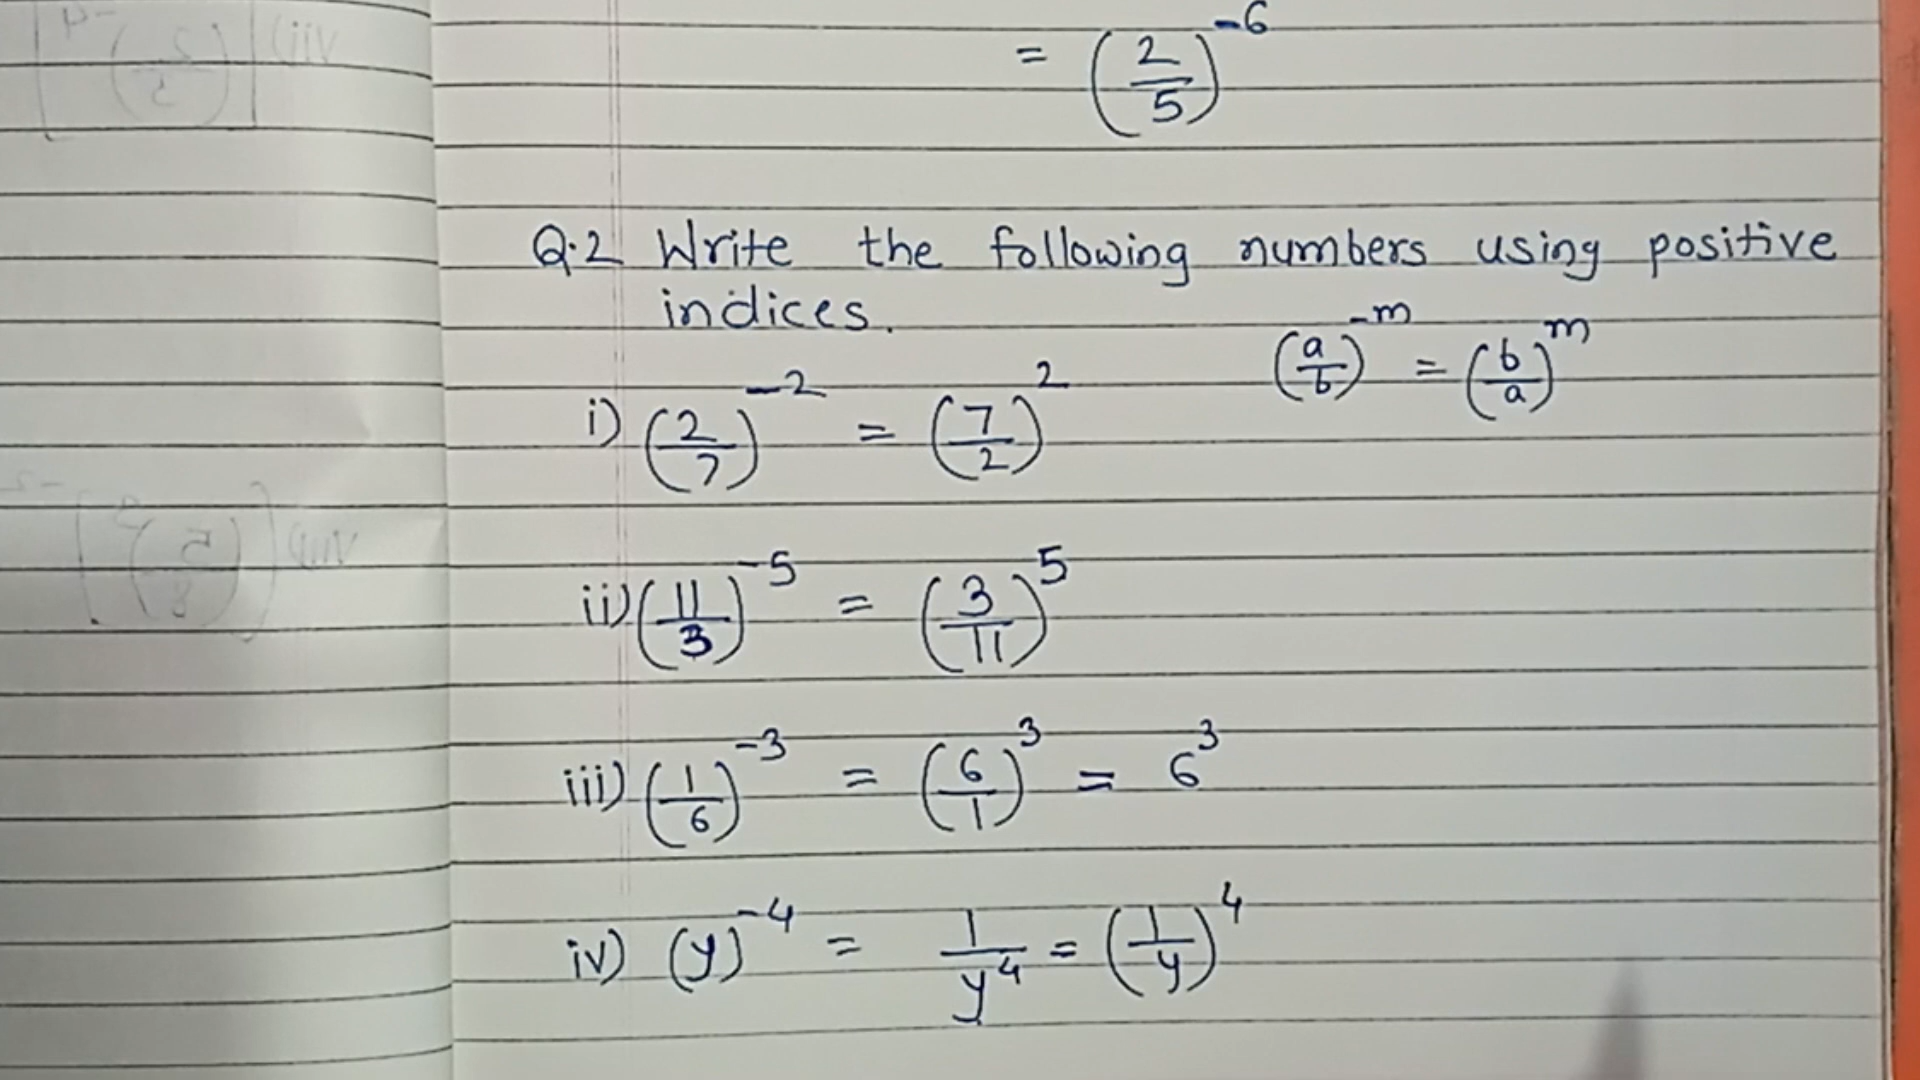 = (2/5)^-6
Q.2 Write the following numbers using positive
indices.
(a/b)^-m = (b/a)^m
i) (2/7)^-2 = (7/2)^2
ii) (11/3)^-5 = (3/11)^5
iii) (1/6)^-3 = (6/1)^3 = 6^3
iv) (y)^-4 = 1/y^4 = (1/y)^4